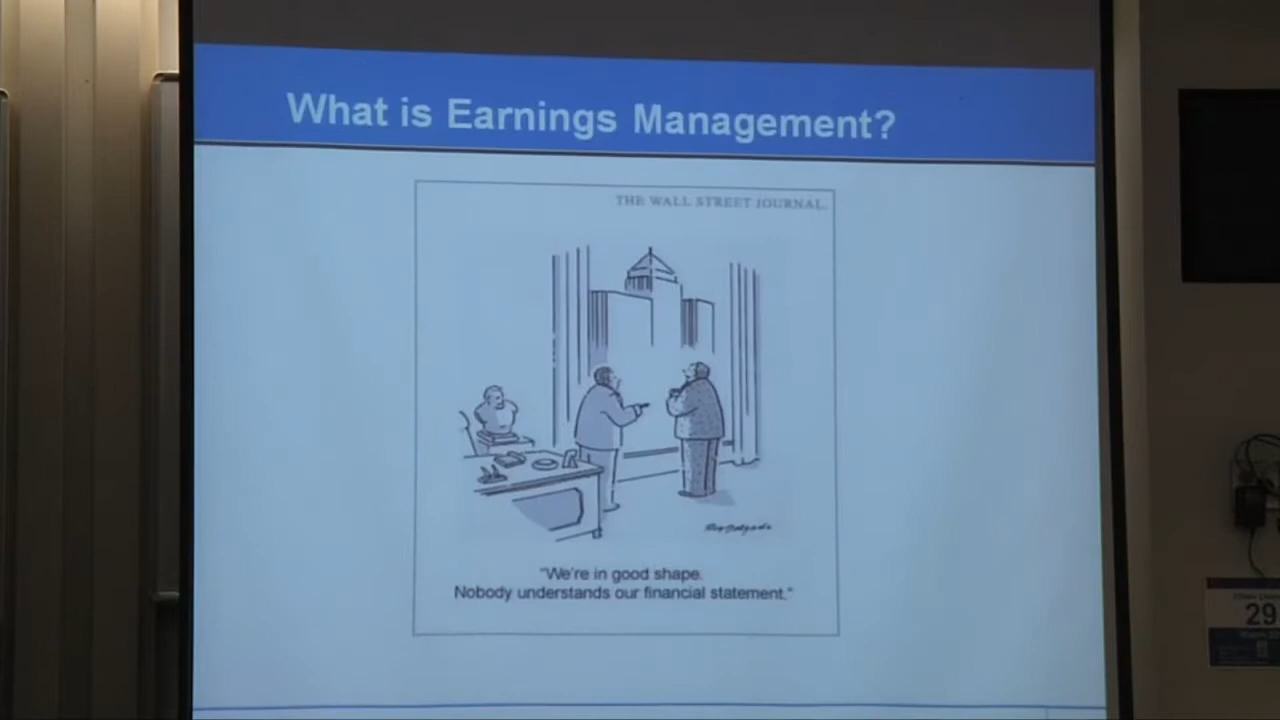 What is Earnings Management?
THE WALL STREET JOURNAL.
"We're in good shape.
Nobody understands our financial statement."
29